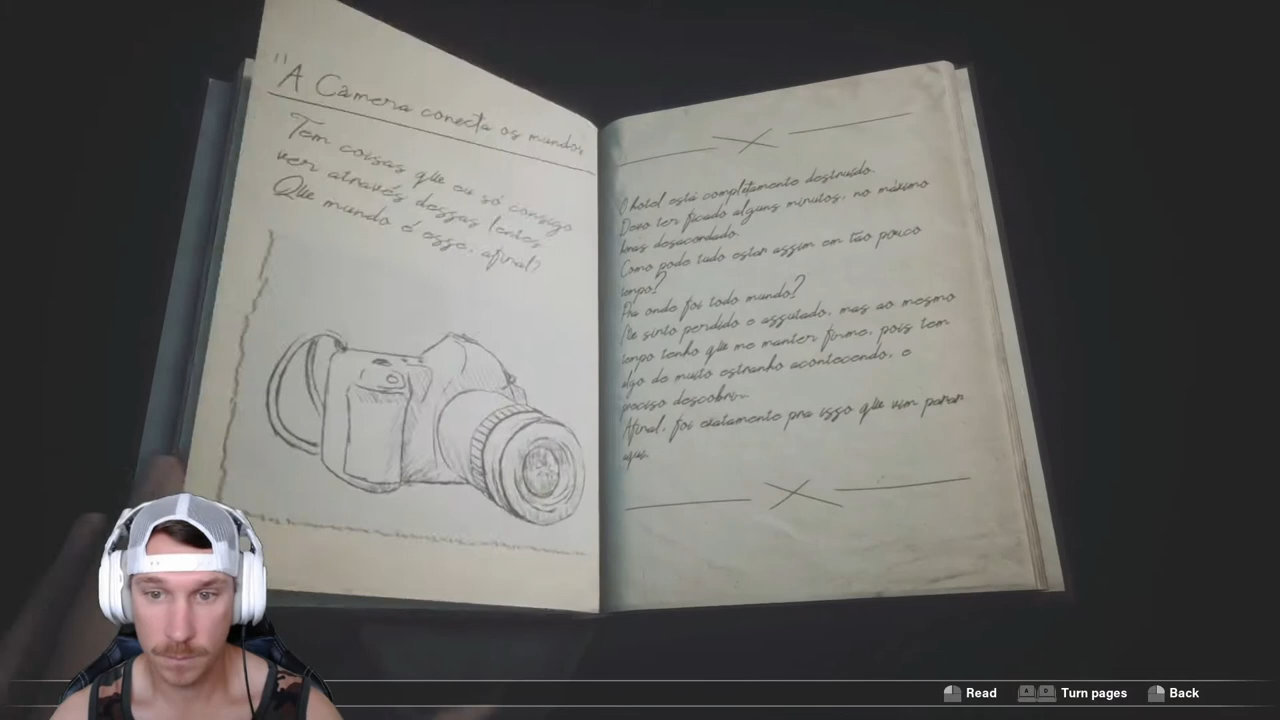 "A Camera conecta os mundos
Tem coisas que eu só consigo
ver através dessas lentes
Que mundo é esse, afinal?
O hotel está completamente destruído.
Devo ter ficado alguns minutos, no máximo
horas desacordado.
Como pode tudo estar assim em tão pouco
tempo?
Pra onde foi todo mundo?
Me sinto perdido e assutado, mas ao mesmo
tempo tenho que me manter firme, pois tem
algo de muito estranho acontecendo, e
preciso descobrir.
Afinal, foi exatamente pra isso que vim parar
aqui.
Read
A D Turn pages
Back